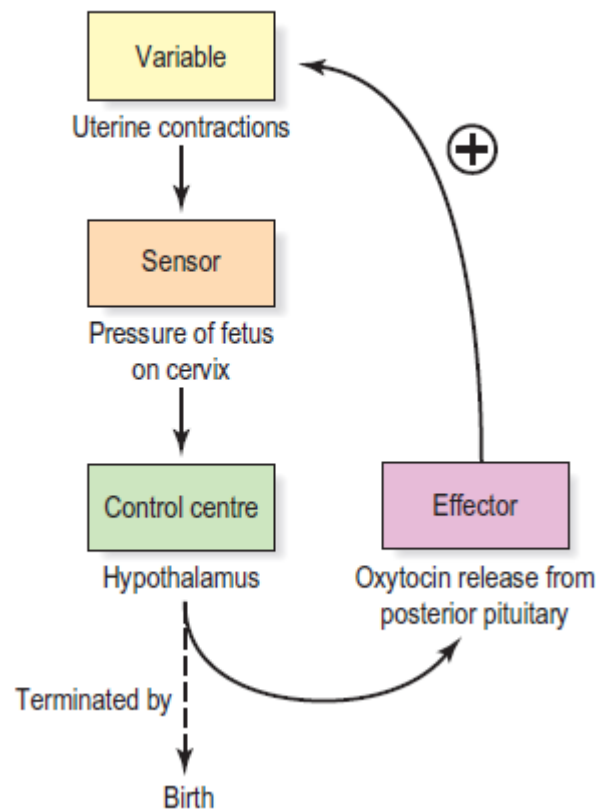 Variable
Uterine contractions
Sensor
Pressure of fetus
on cervix
Control centre
Hypothalamus
Effector
Oxytocin release from
posterior pituitary
Terminated by
Birth